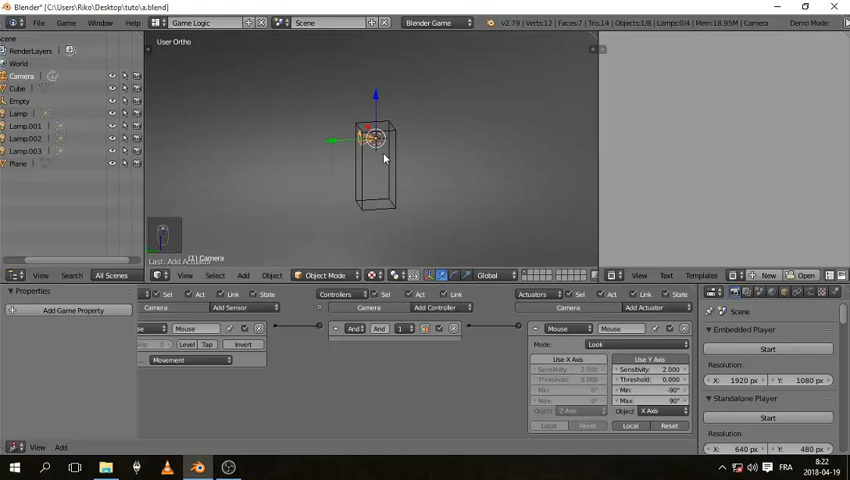 Blender* [C:\Users\Riko\Desktop\tuto\a.blend]
File Game Window Help Game Logic Scene Blender Game v2.79 | Verts:12 | Faces:7 | Tris:14 | Objects:1/8 | Lamps:0/4 | Mem:18.95M | Camera Demo Mode:
Scene
RenderLayers
World
Camera
Cube
Empty
Lamp
Lamp.001
Lamp.002
Lamp.003
Plane
User Ortho
Last: Add Actuator
(1) Camera
View Search All Scenes
View Select Add Object Object Mode Global
View Text Templates New Open
Properties
Add Game Property
Sel Act Link State
Camera Add Sensor
Mouse
Level Tap Invert
Movement
Controllers Sel Act Link
Camera Add Controller
And And 1
Actuators Sel Act Link State
Camera Add Actuator
Mouse Mouse
Mode: Look
Use X Axis Use Y Axis
Sensitivity: 2.000 Sensitivity: 2.000
Threshold: 0.000 Threshold: 0.000
Min: 0° Min: -90°
Max: 0° Max: 90°
Object Z Axis Object X Axis
Local Reset Local Reset
Scene
Embedded Player
Start
Resolution:
X: 1920 px Y: 1080 px
Standalone Player
Start
Resolution:
X: 640 px Y: 480 px
View Add
FRA
8:22
2018-04-19